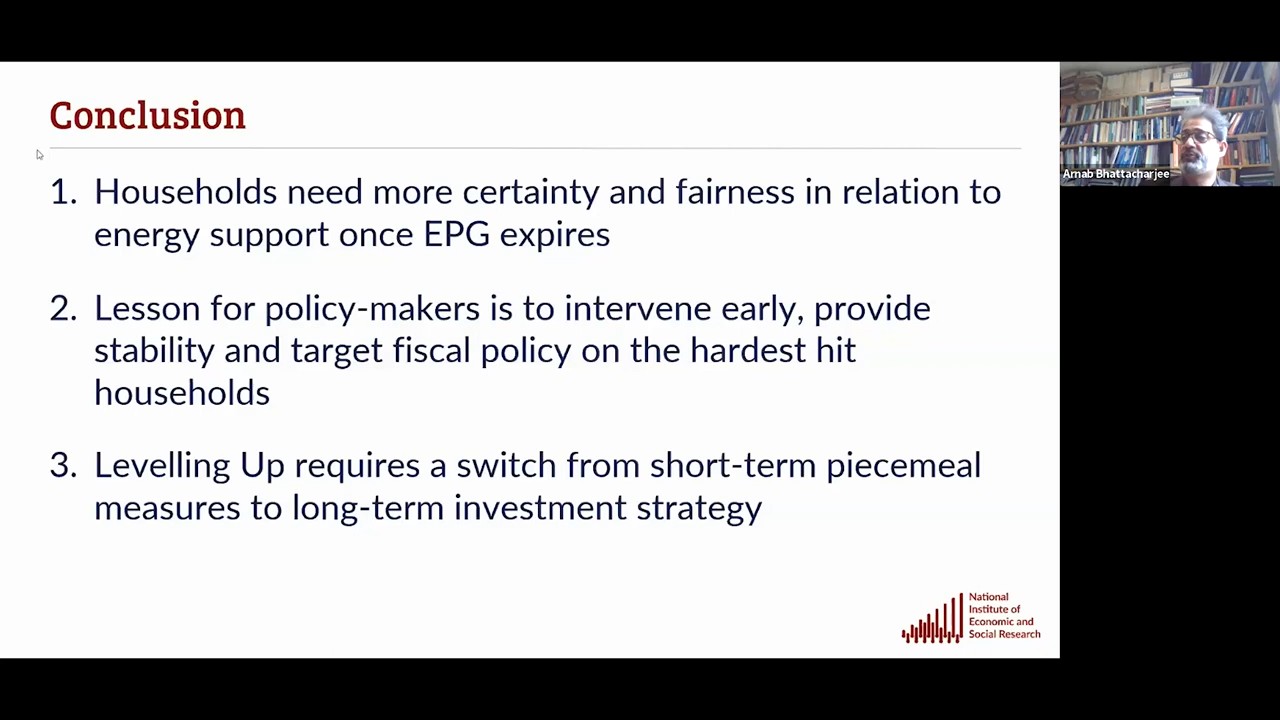 Conclusion
1. Households need more certainty and fairness in relation to
energy support once EPG expires
2. Lesson for policy-makers is to intervene early, provide
stability and target fiscal policy on the hardest hit
households
3. Levelling Up requires a switch from short-term piecemeal
measures to long-term investment strategy
National
Institute of
Economic and
Social Research
Arnab Bhattacharjee